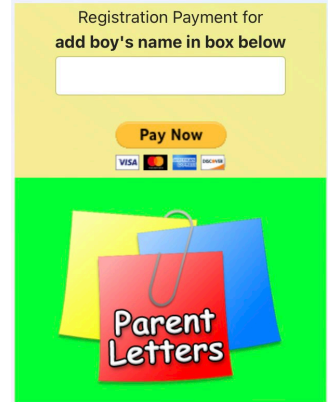 Registration Payment for
add boy's name in box below
Pay Now
VISA
DISCOVER
Parent
Letters